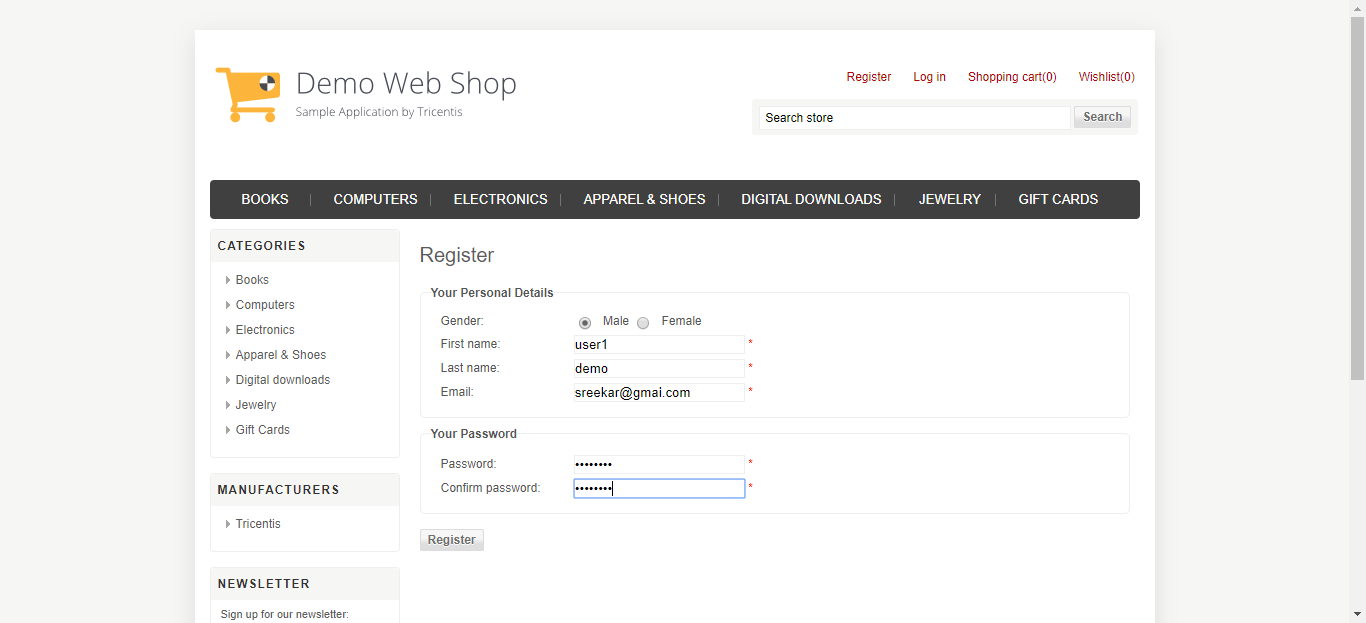 Demo Web Shop
Sample Application by Tricentis
Register Log in Shopping cart(0) Wishlist(0)
Search store Search
BOOKS COMPUTERS ELECTRONICS APPAREL & SHOES DIGITAL DOWNLOADS JEWELRY GIFT CARDS
CATEGORIES
Books
Computers
Electronics
Apparel & Shoes
Digital downloads
Jewelry
Gift Cards
MANUFACTURERS
Tricentis
NEWSLETTER
Sign up for our newsletter:
Register
Your Personal Details
Gender: Male Female
First name: user1 *
Last name: demo *
Email: sreekar@gmai.com *
Your Password
Password: •••••••• *
Confirm password: •••••••• *
Register